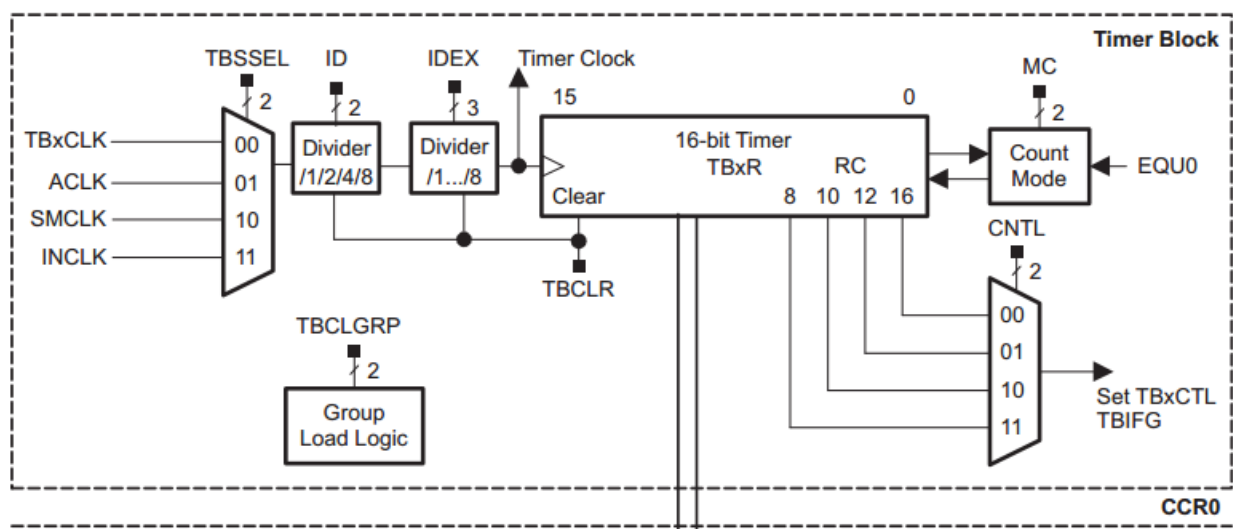 Timer Block
TBSSEL
ID
IDEX
Timer Clock
MC
2
2
3
15
0
2
TBxCLK
ACLK
SMCLK
INCLK
00
01
10
11
Divider
/1/2/4/8
Divider
/1.../8
16-bit Timer
TBxR
RC
Clear
8
10
12
16
Count
Mode
EQU0
TBCLR
CNTL
2
00
01
10
11
Set TBxCTL
TBIFG
TBCLGRP
2
Group
Load Logic
CCR0